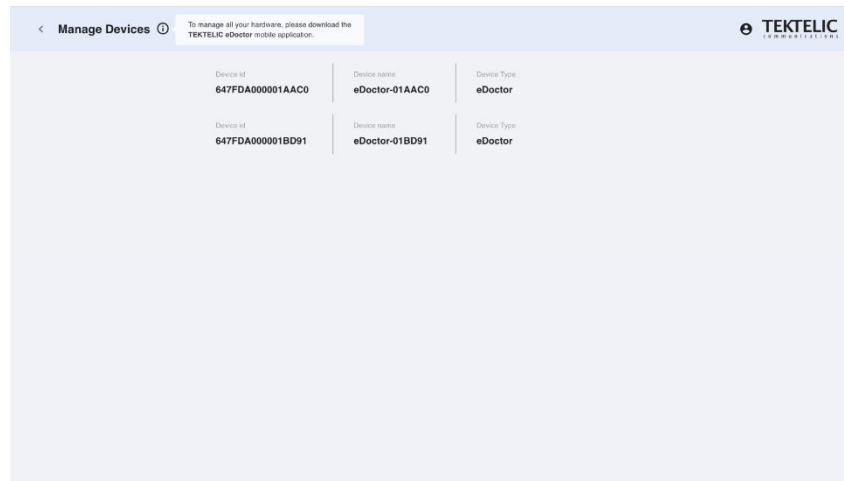 Manage Devices
To manage all your hardware, please download the
TEKTELIC eDoctor mobile application.
TEKTELIC
communications
Device id Device name Device Type
647FDA000001AAC0 eDoctor-01AAC0 eDoctor
Device id Device name Device Type
647FDA000001BD91 eDoctor-01BD91 eDoctor